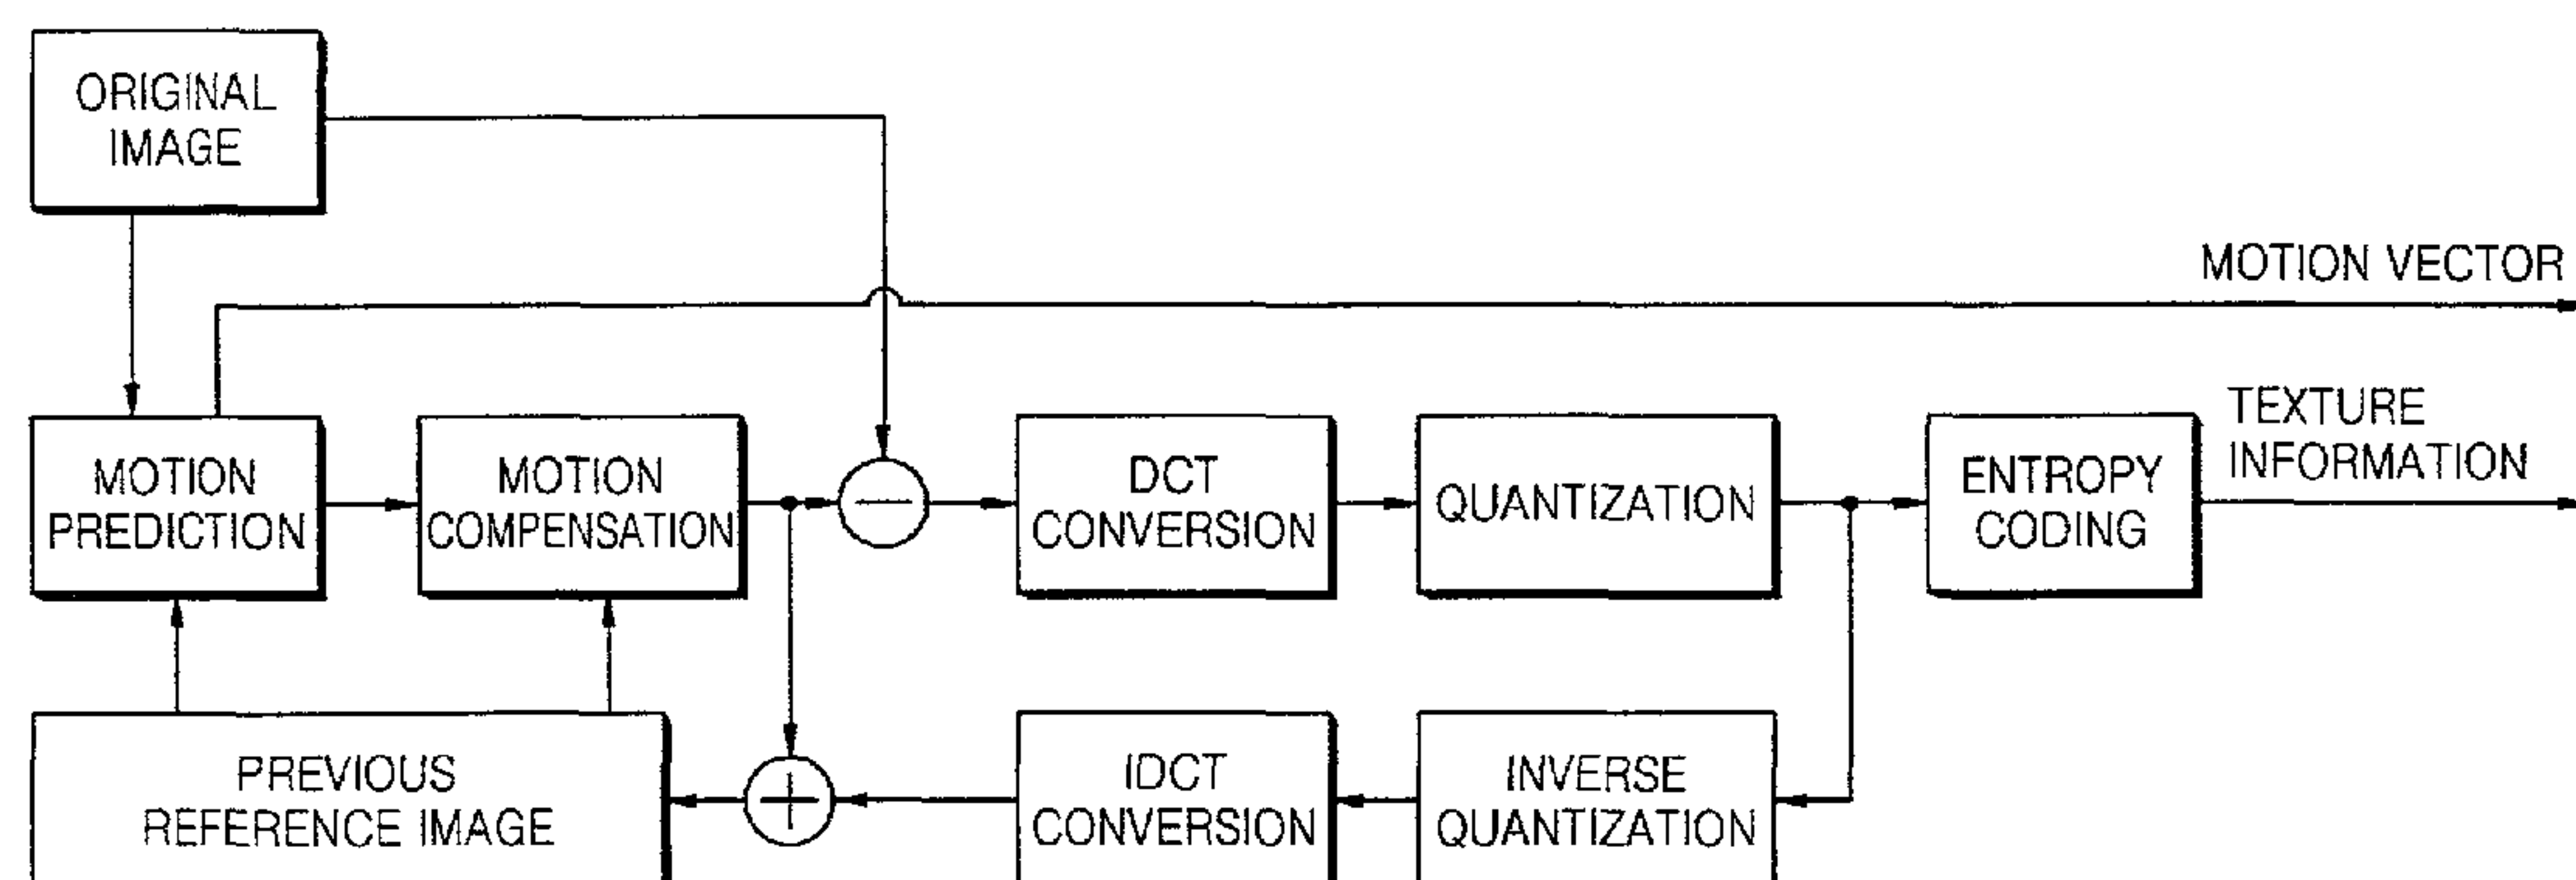 ORIGINAL
IMAGE
MOTION VECTOR
MOTION
PREDICTION
MOTION
COMPENSATION
DCT
CONVERSION
QUANTIZATION
ENTROPY
CODING
TEXTURE
INFORMATION
PREVIOUS
REFERENCE IMAGE
IDCT
CONVERSION
INVERSE
QUANTIZATION